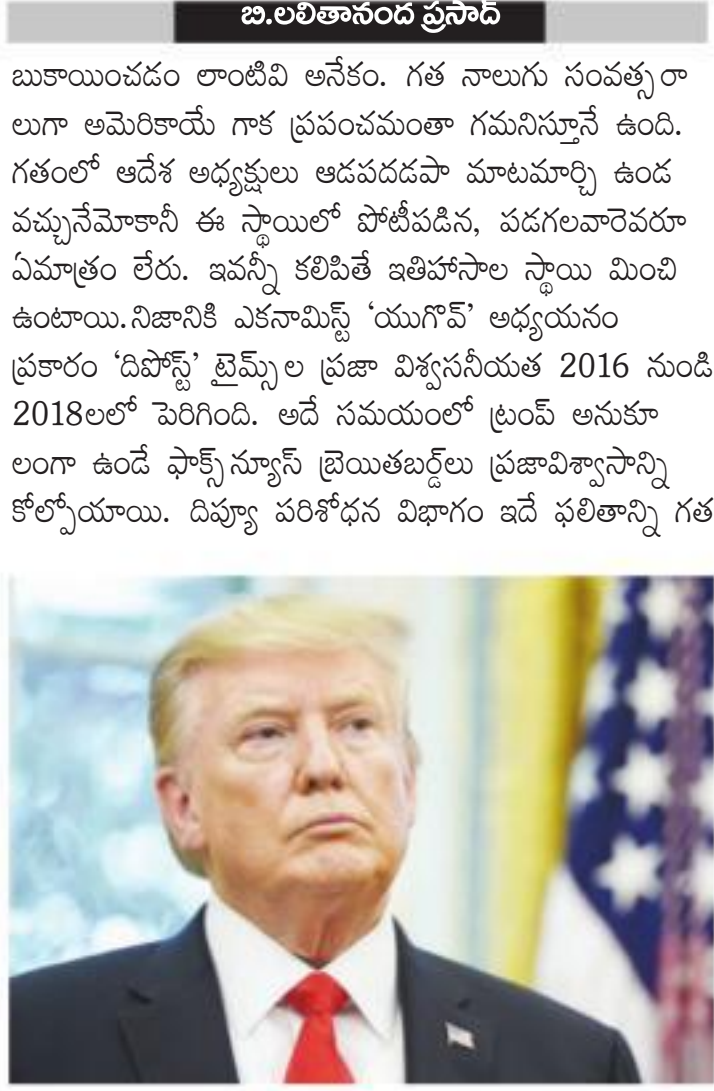 బి.లలితానంద ప్రసాద్
బుకాయించడం లాంటివి అనేకం. గత నాలుగు సంవత్సరా
లుగా అమెరికాయే గాక ప్రపంచమంతా గమనిస్తూనే ఉంది.
గతంలో ఆదేశ అధ్యక్షులు ఆడపదడపా మాటమార్చి ఉండ
వచ్చునేమోకానీ ఈ స్థాయిలో పోటీపడిన, పడగలవారెవరూ
ఏమాత్రం లేరు. ఇవన్నీ కలిపితే ఇతిహాసాల స్థాయి మించి
ఉంటాయి.నిజానికి ఎకనామిస్ట్ ‘యుగొవ్’ అధ్యయనం
ప్రకారం ‘దిపోస్ట్’ టైమ్స్‌ల ప్రజా విశ్వసనీయత 2016 నుండి
2018లలో పెరిగింది. అదే సమయంలో ట్రంప్ అనుకూ
లంగా ఉండే ఫాక్స్‌న్యూస్ బ్రెయితబర్డ్‌లు ప్రజావిశ్వాసాన్ని
కోల్పోయాయి. దిప్యూ పరిశోధన విభాగం ఇదే ఫలితాన్ని గత